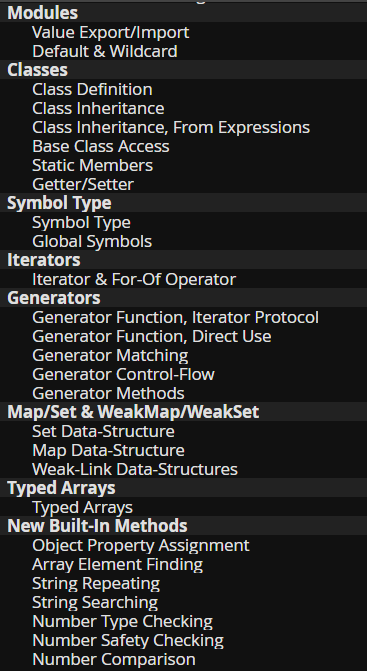 Modules
Value Export/Import
Default & Wildcard
Classes
Class Definition
Class Inheritance
Class Inheritance, From Expressions
Base Class Access
Static Members
Getter/Setter
Symbol Type
Symbol Type
Global Symbols
Iterators
Iterator & For-Of Operator
Generators
Generator Function, Iterator Protocol
Generator Function, Direct Use
Generator Matching
Generator Control-Flow
Generator Methods
Map/Set & WeakMap/WeakSet
Set Data-Structure
Map Data-Structure
Weak-Link Data-Structures
Typed Arrays
Typed Arrays
New Built-In Methods
Object Property Assignment
Array Element Finding
String Repeating
String Searching
Number Type Checking
Number Safety Checking
Number Comparison